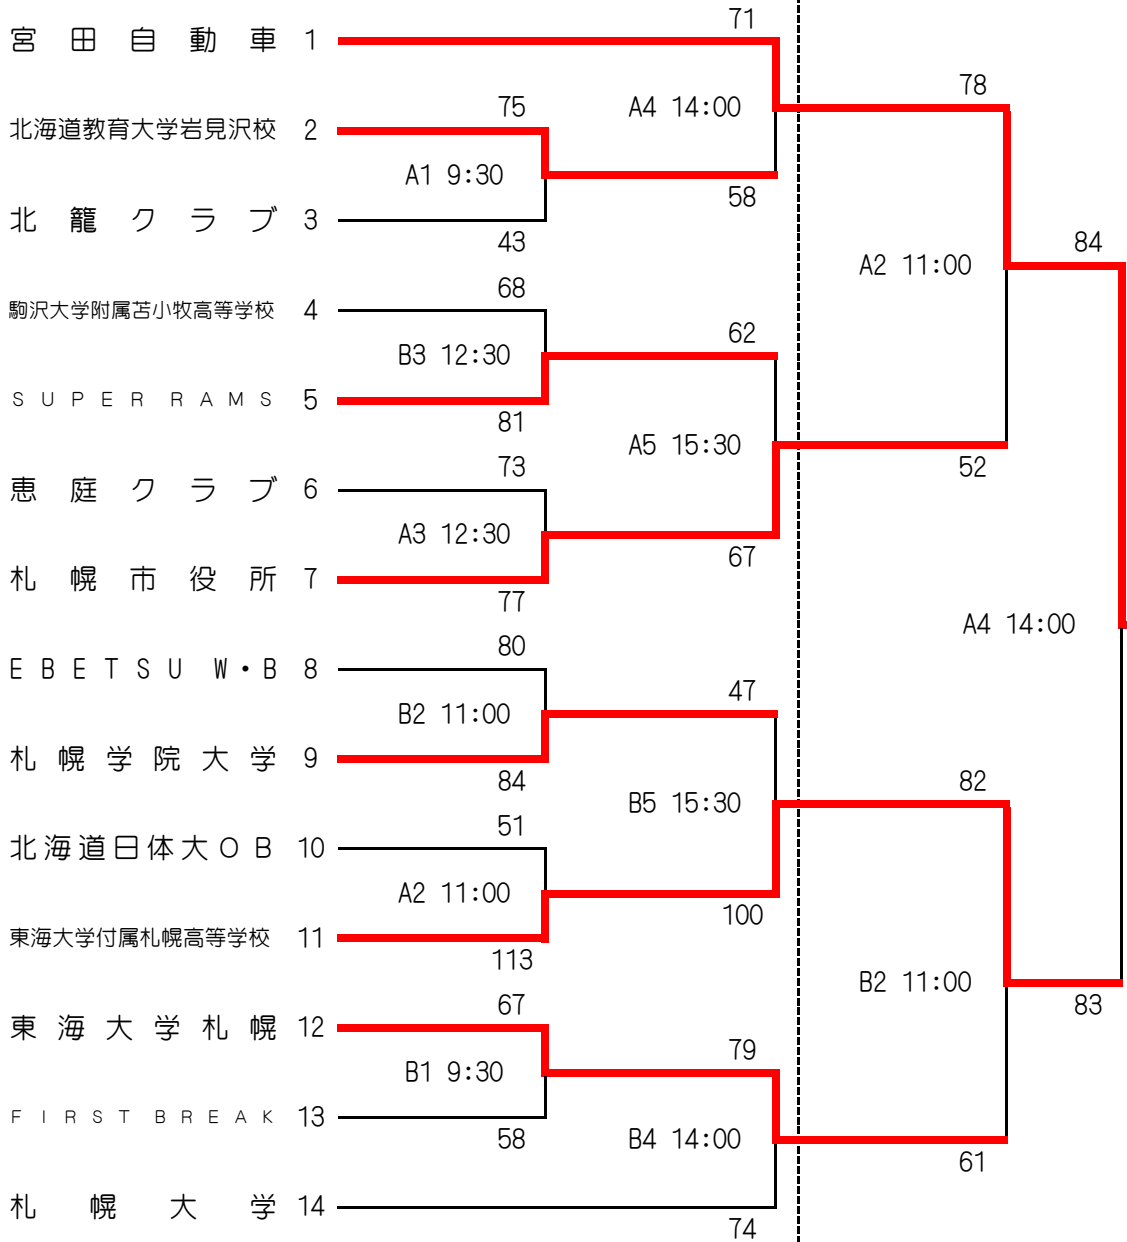 71
宮田自動車 1
78
75
A4 14:00
北海道教育大学岩見沢校 2
A1 9:30
58
北龍クラブ 3
43
84
A2 11:00
68
駒沢大学附属苫小牧高等学校 4
62
B3 12:30
SUPER RAMS 5
81
A5 15:30
73
52
恵庭クラブ 6
A3 12:30
67
札幌市役所 7
77
A4 14:00
80
EBETSU W・B 8
47
B2 11:00
札幌学院大学 9
84
82
B5 15:30
51
北海道日体大OB 10
A2 11:00
100
東海大学付属札幌高等学校 11
113
B2 11:00
67
83
東海大学札幌 12
79
B1 9:30
FIRST BREAK 13
58
B4 14:00
61
札幌大学 14
74